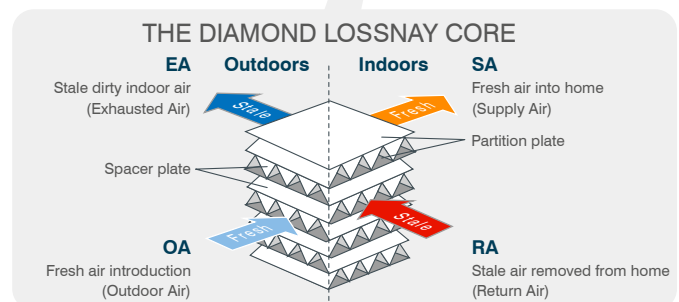 THE DIAMOND LOSSNAY CORE
EA
Outdoors
Indoors
SA
Stale dirty indoor air
(Exhausted Air)
Stale
Fresh
Fresh air into home
(Supply Air)
Partition plate
Spacer plate
OA
Fresh
Stale
RA
Fresh air introduction
(Outdoor Air)
Stale air removed from home
(Return Air)